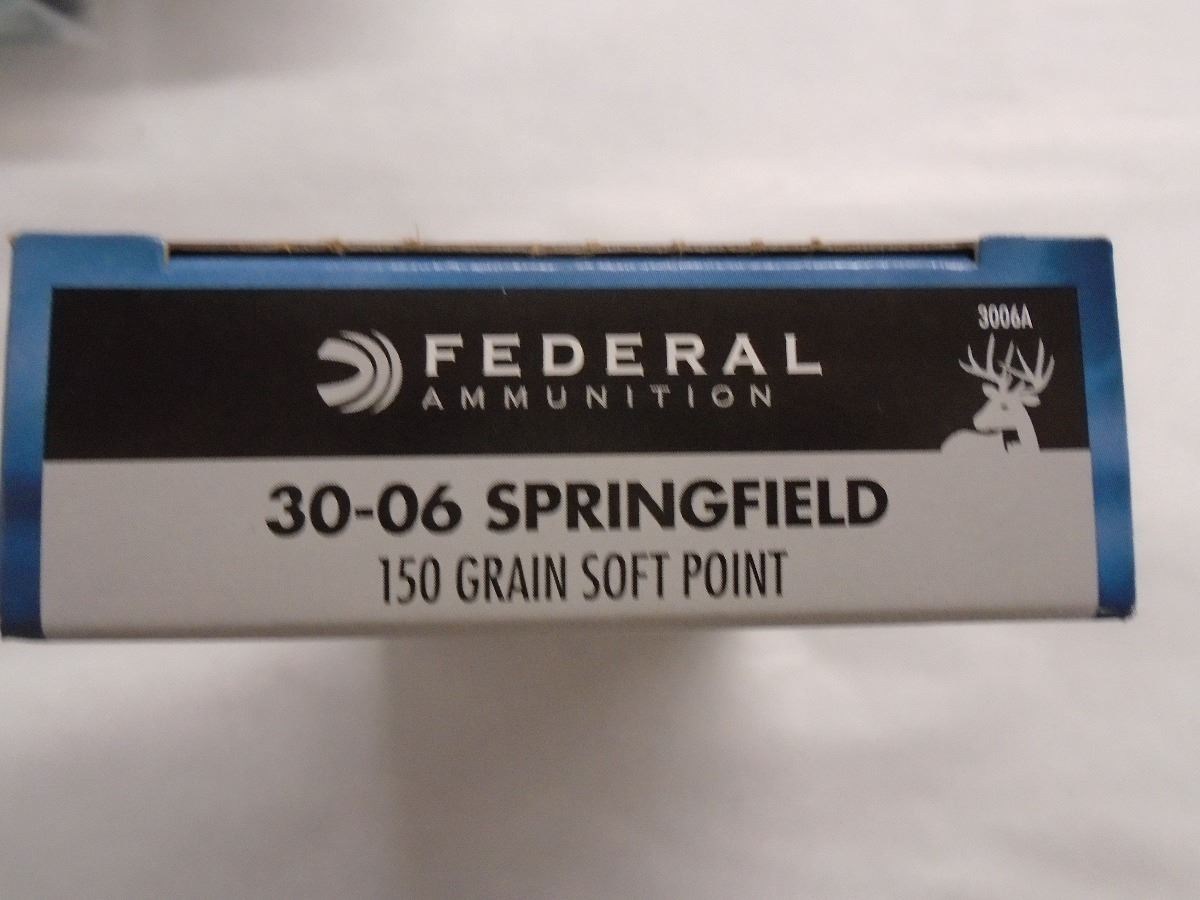 3006A
FEDERAL
AMMUNITION
30-06 SPRINGFIELD
150 GRAIN SOFT POINT